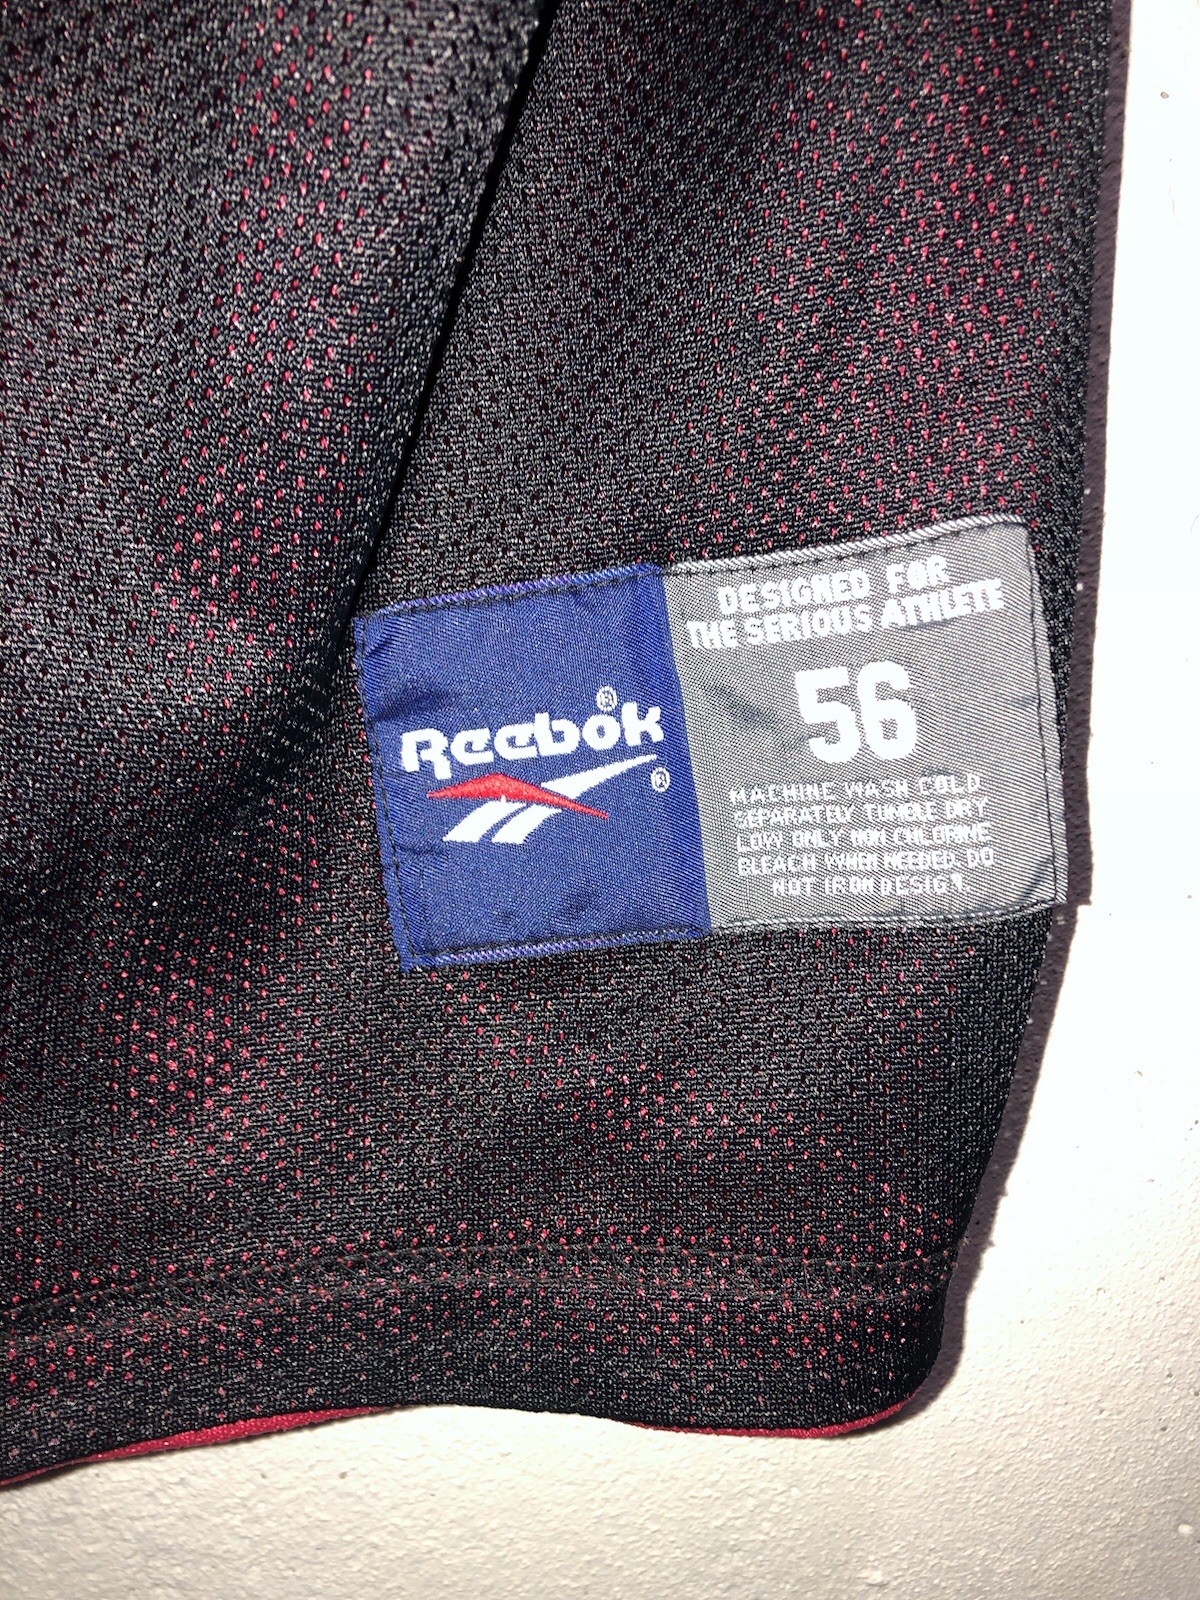 Reebok®
®
DESIGNED FOR
THE SERIOUS ATHLETE
56
MACHINE WASH COLD
SEPARATELY TUMBLE DRY
LOW ONLY NON CHLORINE
BLEACH WHEN NEEDED. DO
NOT IRON DESIGN.